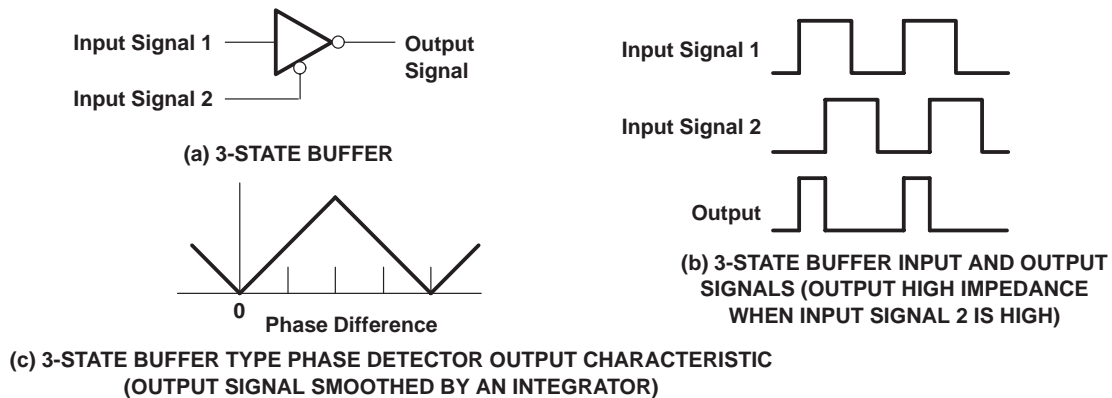 Input Signal 1
Output
Signal
Input Signal 2
(a) 3-STATE BUFFER
Input Signal 1
Input Signal 2
Output
(b) 3-STATE BUFFER INPUT AND OUTPUT
SIGNALS (OUTPUT HIGH IMPEDANCE
WHEN INPUT SIGNAL 2 IS HIGH)
0
Phase Difference
(c) 3-STATE BUFFER TYPE PHASE DETECTOR OUTPUT CHARACTERISTIC
(OUTPUT SIGNAL SMOOTHED BY AN INTEGRATOR)